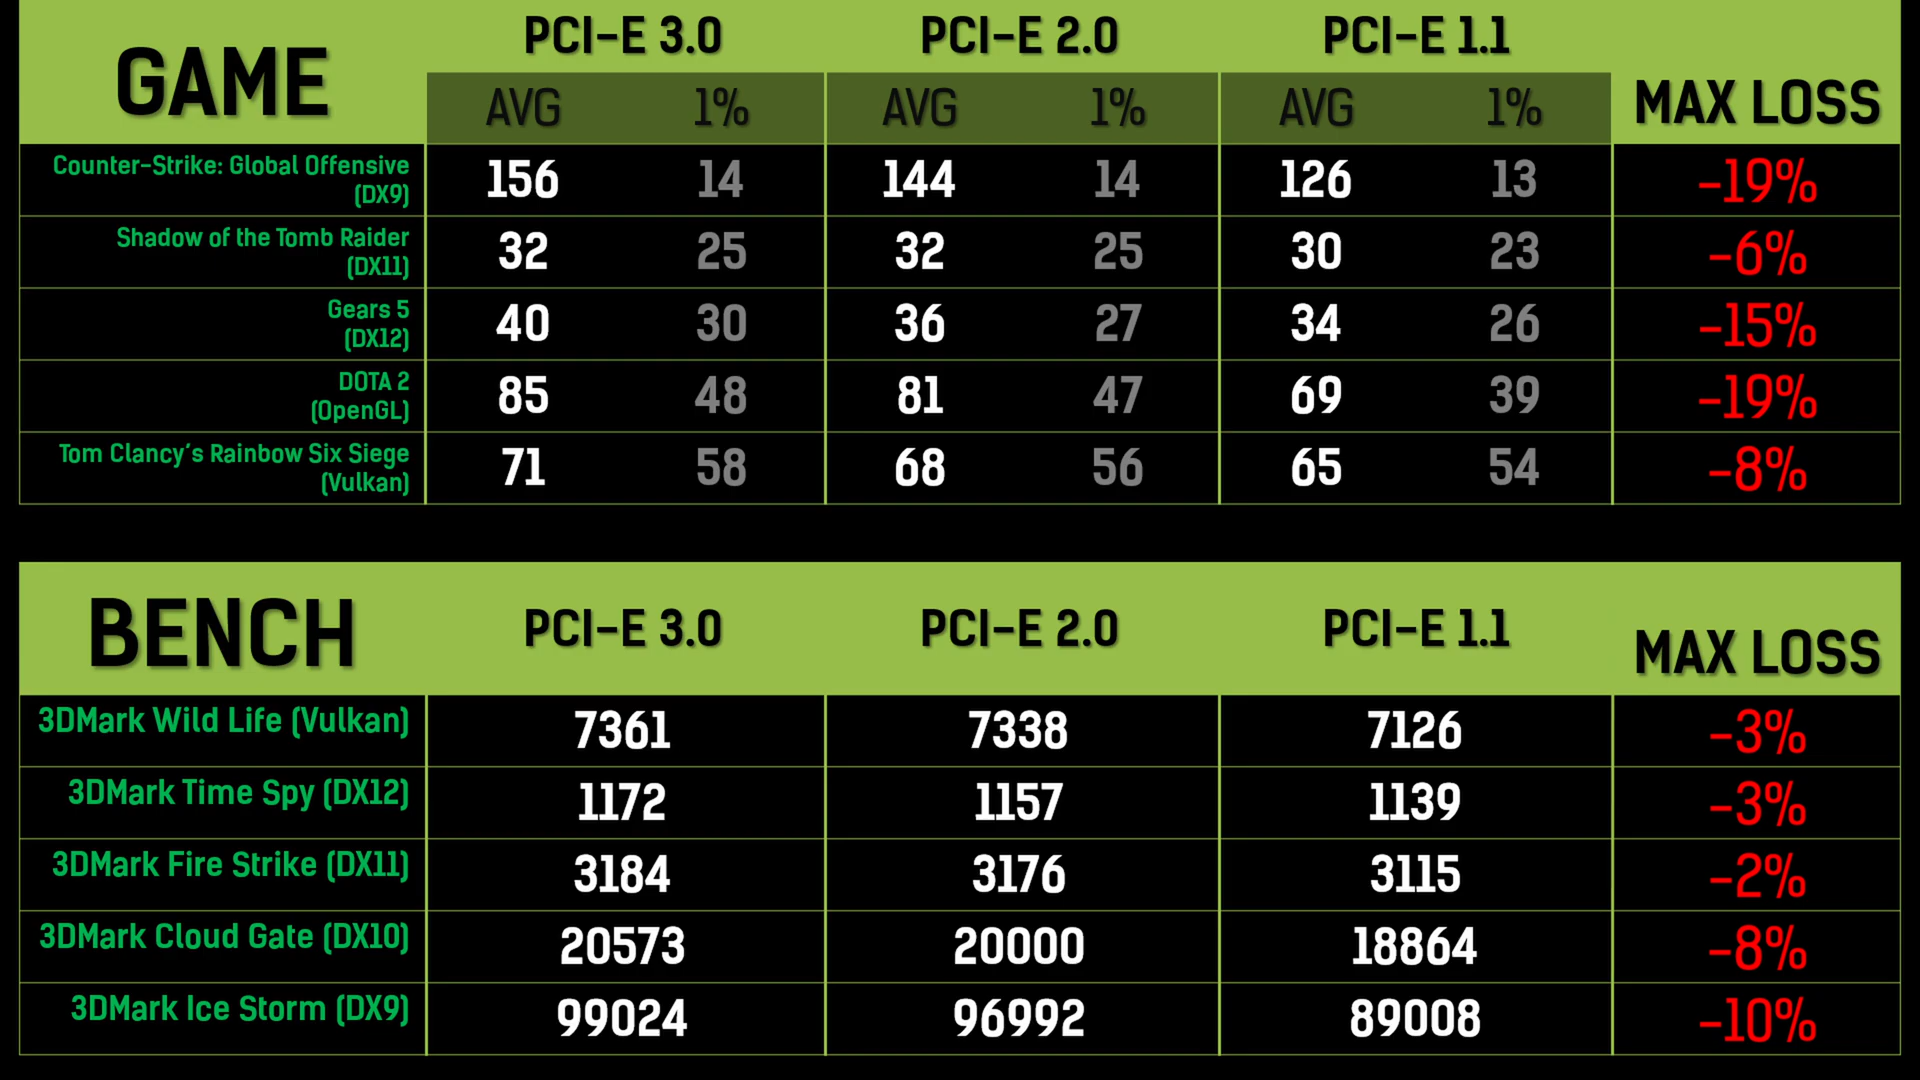 GAME PCI-E 3.0 PCI-E 2.0 PCI-E 1.1 MAX LOSS
AVG 1% AVG 1% AVG 1%
Counter-Strike: Global Offensive
(DX9) 156 14 144 14 126 13 -19%
Shadow of the Tomb Raider
(DX11) 32 25 32 25 30 23 -6%
Gears 5
(DX12) 40 30 36 27 34 26 -15%
DOTA 2
(OpenGL) 85 48 81 47 69 39 -19%
Tom Clancy's Rainbow Six Siege
(Vulkan) 71 58 68 56 65 54 -8%
BENCH PCI-E 3.0 PCI-E 2.0 PCI-E 1.1 MAX LOSS
3DMark Wild Life (Vulkan) 7361 7338 7126 -3%
3DMark Time Spy (DX12) 1172 1157 1139 -3%
3DMark Fire Strike (DX11) 3184 3176 3115 -2%
3DMark Cloud Gate (DX10) 20573 20000 18864 -8%
3DMark Ice Storm (DX9) 99024 96992 89008 -10%